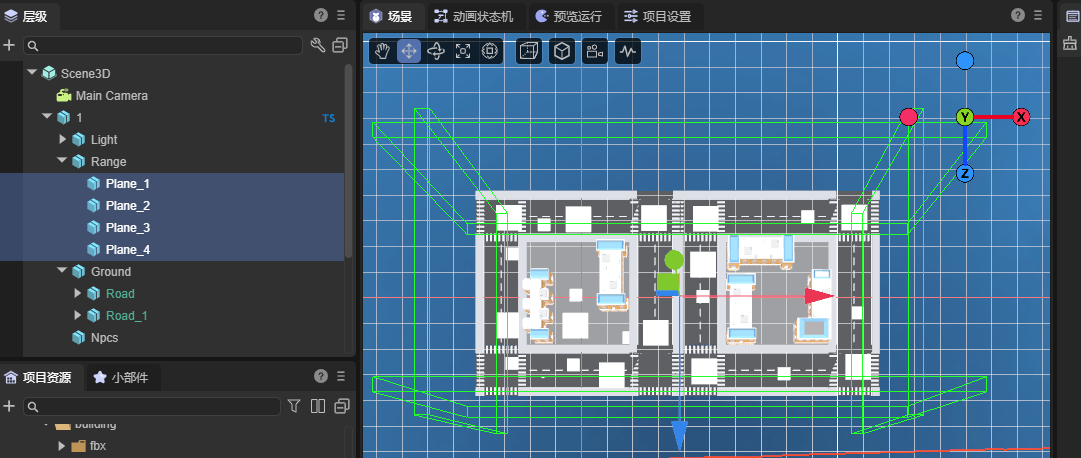 层级
场景 动画状态机 预览运行 项目设置
Scene3D
Main Camera
1 TS
Light
Range
Plane_1
Plane_2
Plane_3
Plane_4
Ground
Road
Road_1
Npcs
Y X
Z
项目资源 小部件
building
fbx